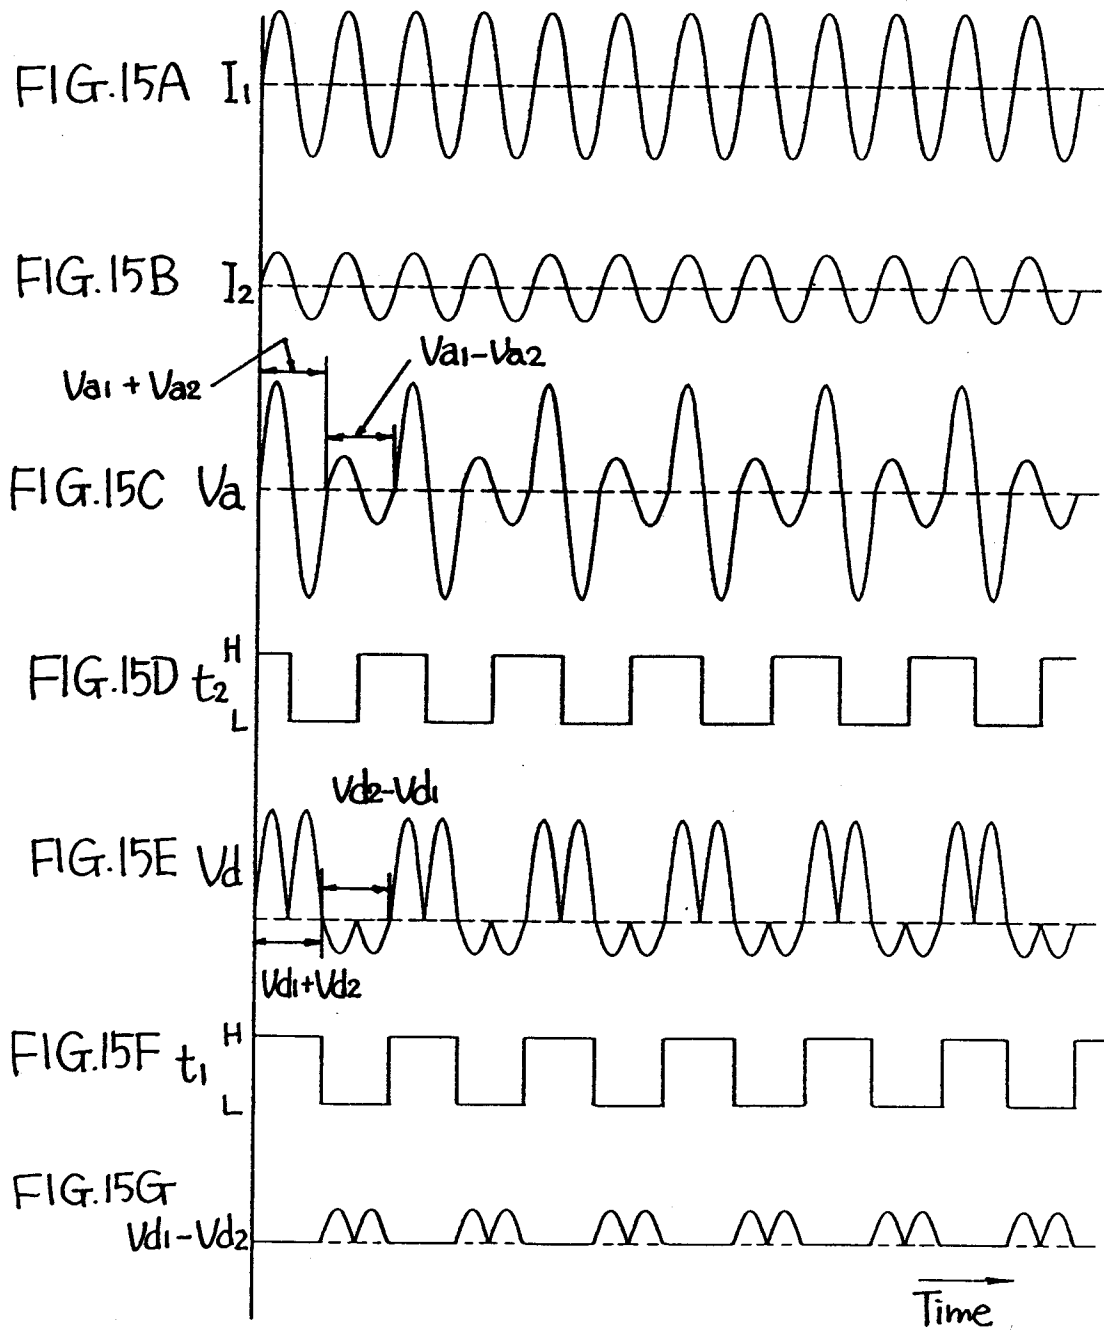 FIG.15A I₁
FIG.15B I₂
Va₁ + Va₂
Va₁-Va₂
FIG.15C Va
FIG.15D t₂
H
L
Vd₂-Vd₁
FIG.15E Vd
Vd₁+Vd₂
FIG.15F t₁
H
L
FIG.15G
Vd₁-Vd₂
Time